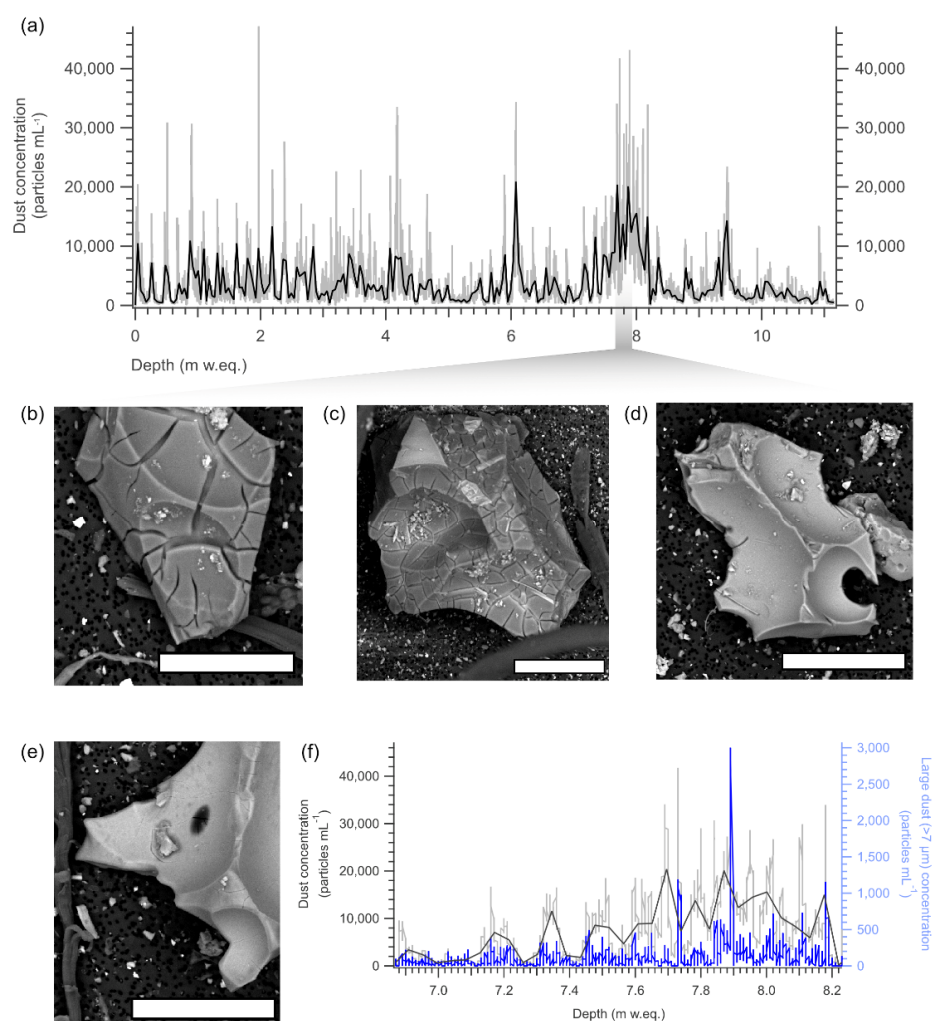 (a)
Dust concentration
(particles mL-1)
40,000
30,000
20,000
10,000
0
40,000
30,000
20,000
10,000
0
0
2
4
6
8
10
Depth (m w.eq.)
(b)
(c)
(d)
(e)
(f)
Dust concentration
(particles mL-1)
40,000
30,000
20,000
10,000
0
3,000
2,500
2,000
1,500
1,000
500
0
Large dust (>7 μm) concentration
(particles mL-1)
7.0
7.2
7.4
7.6
7.8
8.0
8.2
Depth (m w.eq.)